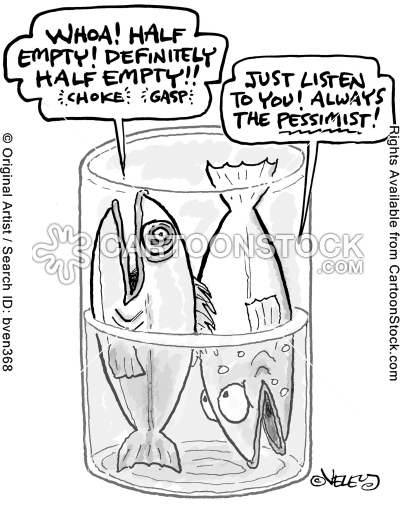 WHOA! HALF
EMPTY! DEFINITELY
HALF EMPTY!!
CHOKE GASP
JUST LISTEN
TO YOU! ALWAYS
THE PESSIMIST!
CARTOONSTOCK
.COM
© Original Artist / Search ID: bven368
Rights Available from CartoonStock.com
© VELEY